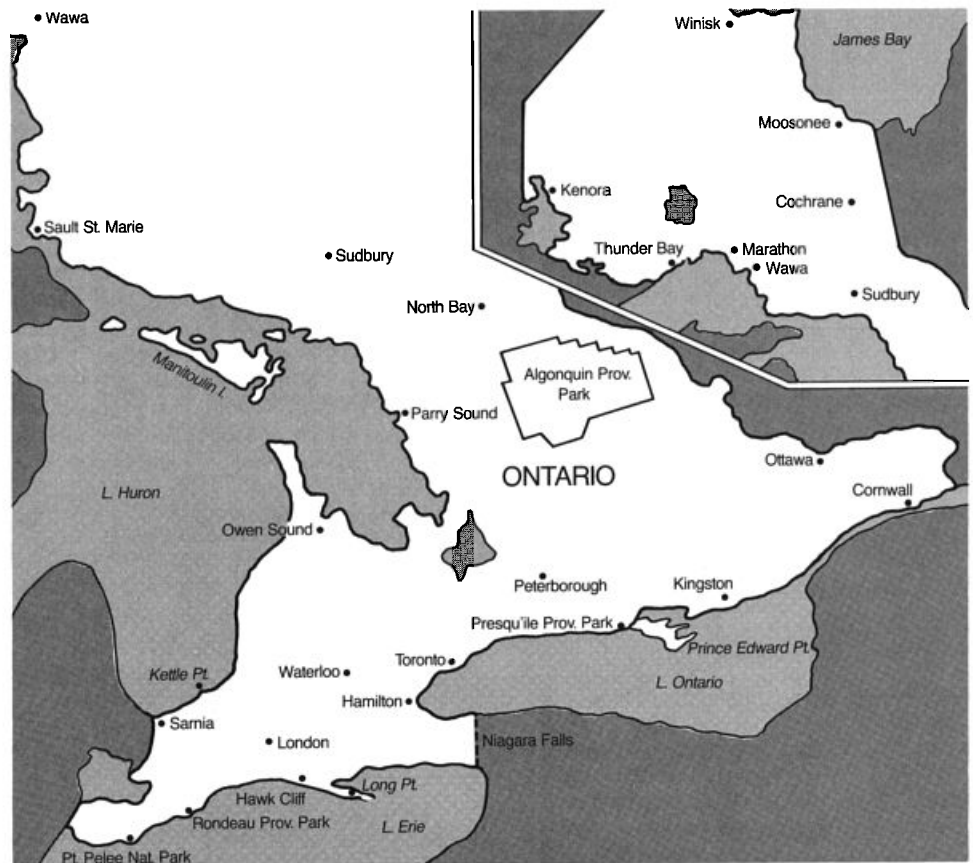 Wawa
Winisk
James Bay
Moosonee
Kenora
Cochrane
Sault St. Marie
Thunder Bay
Marathon
Wawa
Sudbury
Sudbury
North Bay
Manitoulin I.
Algonquin Prov.
Park
Parry Sound
ONTARIO
Ottawa
L. Huron
Cornwall
Owen Sound
Peterborough
Kingston
Presqu'ile Prov. Park
Prince Edward Pt.
Toronto
Waterloo
Kettle Pt.
L. Ontario
Hamilton
Sarnia
London
Niagara Falls
Long Pt.
Hawk Cliff
Rondeau Prov. Park
L. Erie
Pt. Pelee Nat. Park